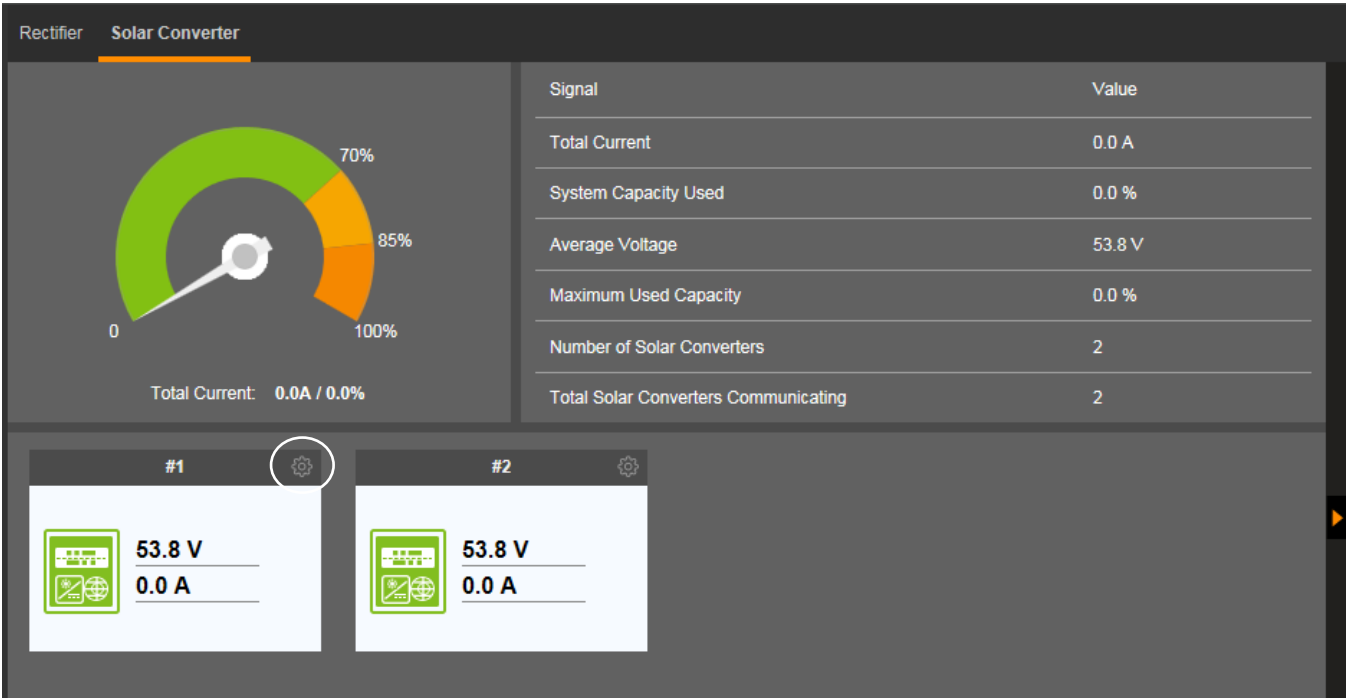 Rectifier Solar Converter
70%
85%
0
100%
Total Current: 0.0A / 0.0%
Signal Value
Total Current 0.0 A
System Capacity Used 0.0 %
Average Voltage 53.8 V
Maximum Used Capacity 0.0 %
Number of Solar Converters 2
Total Solar Converters Communicating 2
#1
53.8 V
0.0 A
#2
53.8 V
0.0 A